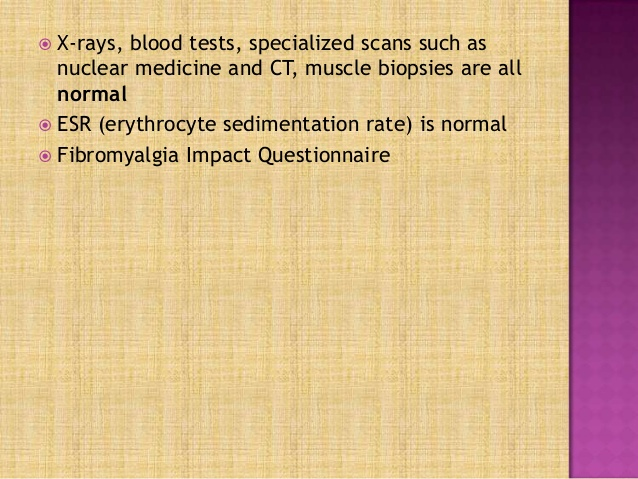 X-rays, blood tests, specialized scans such as
nuclear medicine and CT, muscle biopsies are all
normal
ESR (erythrocyte sedimentation rate) is normal
Fibromyalgia Impact Questionnaire